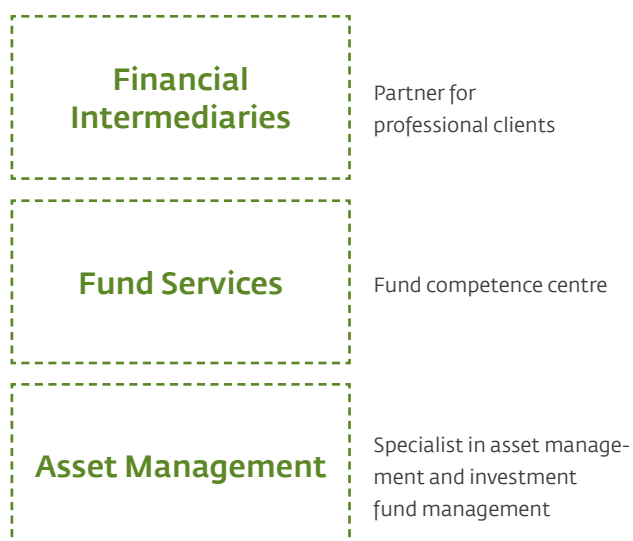 Financial
Intermediaries
Partner for
professional clients
Fund Services
Fund competence centre
Asset Management
Specialist in asset manage-
ment and investment
fund management